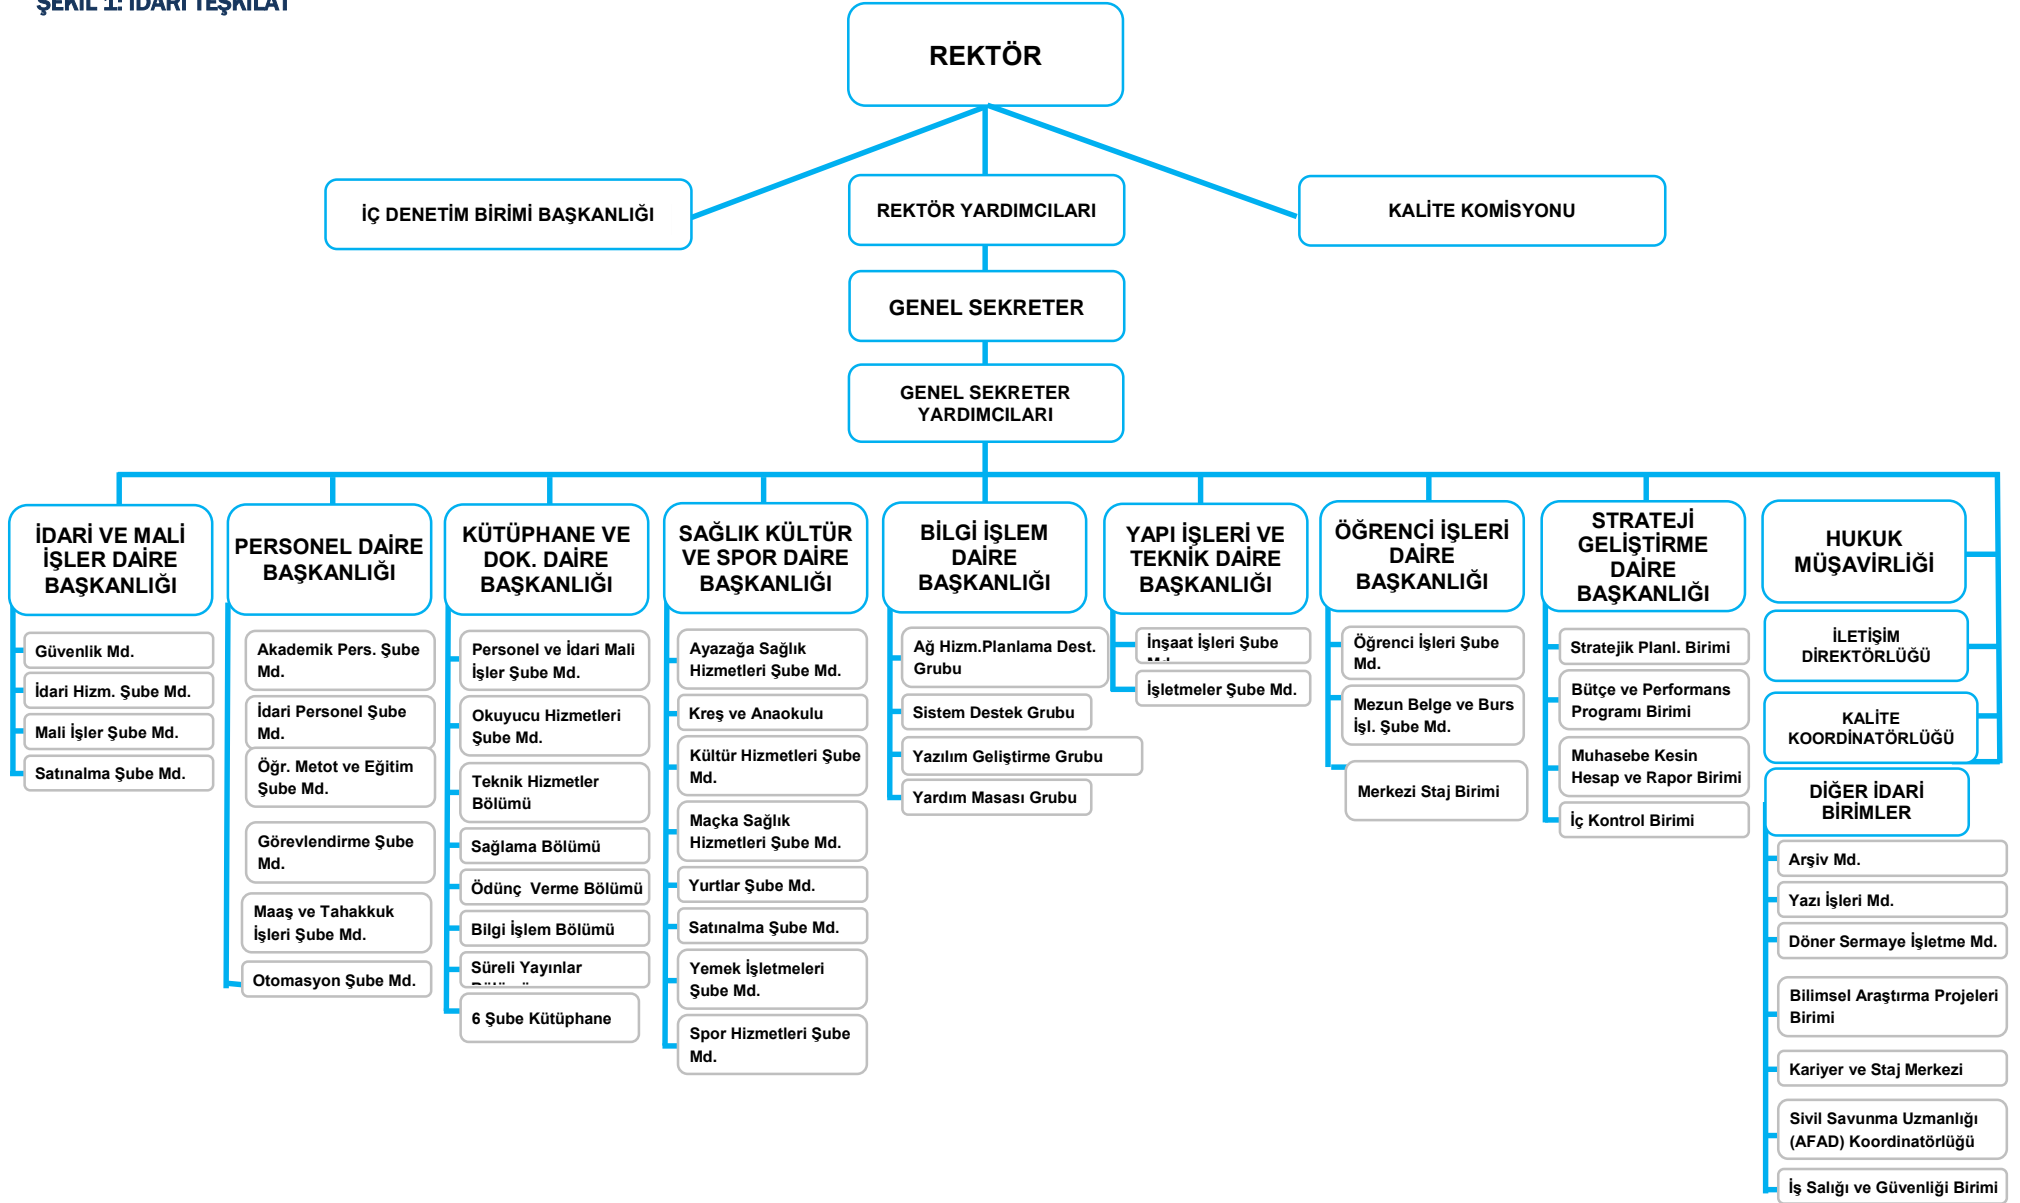 ŞEKİL 1: İDARİ TEŞKİLAT
REKTÖR
İÇ DENETİM BİRİMİ BAŞKANLIĞI
REKTÖR YARDIMCILARI
KALİTE KOMİSYONU
GENEL SEKRETER
GENEL SEKRETER
YARDIMCILARI
İDARİ VE MALİ
İŞLER DAİRE
BAŞKANLIĞI
Güvenlik Md.
İdari Hizm. Şube Md.
Mali İşler Şube Md.
Satınalma Şube Md.
PERSONEL DAİRE
BAŞKANLIĞI
Akademik Pers. Şube
Md.
İdari Personel Şube
Md.
Öğr. Metot ve Eğitim
Şube Md.
Görevlendirme Şube
Md.
Maaş ve Tahakkuk
İşleri Şube Md.
Otomasyon Şube Md.
KÜTÜPHANE VE
DOK. DAİRE
BAŞKANLIĞI
Personel ve İdari Mali
İşler Şube Md.
Okuyucu Hizmetleri
Şube Md.
Teknik Hizmetler
Bölümü
Sağlama Bölümü
Ödünç  Verme Bölümü
Bilgi İşlem Bölümü
Süreli Yayınlar
6 Şube Kütüphane
SAĞLIK KÜLTÜR
VE SPOR DAİRE
BAŞKANLIĞI
Ayazağa Sağlık
Hizmetleri Şube Md.
Kreş ve Anaokulu
Kültür Hizmetleri Şube
Md.
Maçka Sağlık
Hizmetleri Şube Md.
Yurtlar Şube Md.
Satınalma Şube Md.
Yemek İşletmeleri
Şube Md.
Spor Hizmetleri Şube
Md.
BİLGİ İŞLEM
DAİRE
BAŞKANLIĞI
Ağ Hizm.Planlama Dest.
Grubu
Sistem Destek Grubu
Yazılım Geliştirme Grubu
Yardım Masası Grubu
YAPI İŞLERİ VE
TEKNİK DAİRE
BAŞKANLIĞI
İnşaat İşleri Şube
İşletmeler Şube Md.
ÖĞRENCİ İŞLERİ
DAİRE
BAŞKANLIĞI
Öğrenci İşleri Şube
Md.
Mezun Belge ve Burs
İşl. Şube Md.
Merkezi Staj Birimi
STRATEJİ
GELİŞTİRME
DAİRE
BAŞKANLIĞI
Stratejik Planl. Birimi
Bütçe ve Performans
Programı Birimi
Muhasebe Kesin
Hesap ve Rapor Birimi
İç Kontrol Birimi
HUKUK
MÜŞAVİRLİĞİ
İLETİŞİM
DİREKTÖRLÜĞÜ
KALİTE
KOORDİNATÖRLÜĞÜ
DİĞER İDARİ
BİRİMLER
Arşiv Md.
Yazı İşleri Md.
Döner Sermaye İşletme Md.
Bilimsel Araştırma Projeleri
Birimi
Kariyer ve Staj Merkezi
Sivil Savunma Uzmanlığı
(AFAD) Koordinatörlüğü
İş Salığı ve Güvenliği Birimi